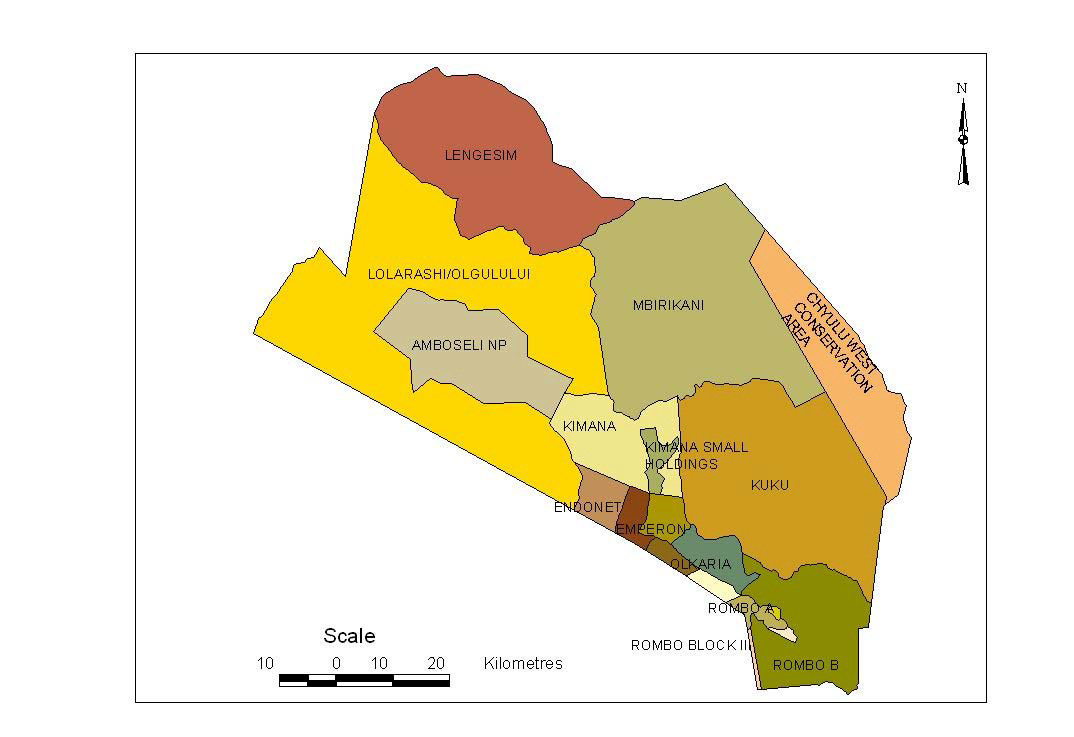 N
LENGESIM
LOLARASHI/OLGULULUI
MBIRIKANI
CHYULU WEST
CONSERVATION
AREA
AMBOSELI NP
KIMANA
KIMANA SMALL
HOLDINGS
KUKU
ENDONET
EMPERON
OLKARIA
ROMBO A
ROMBO BLOCK III
ROMBO B
Scale
10 0 10 20 Kilometres